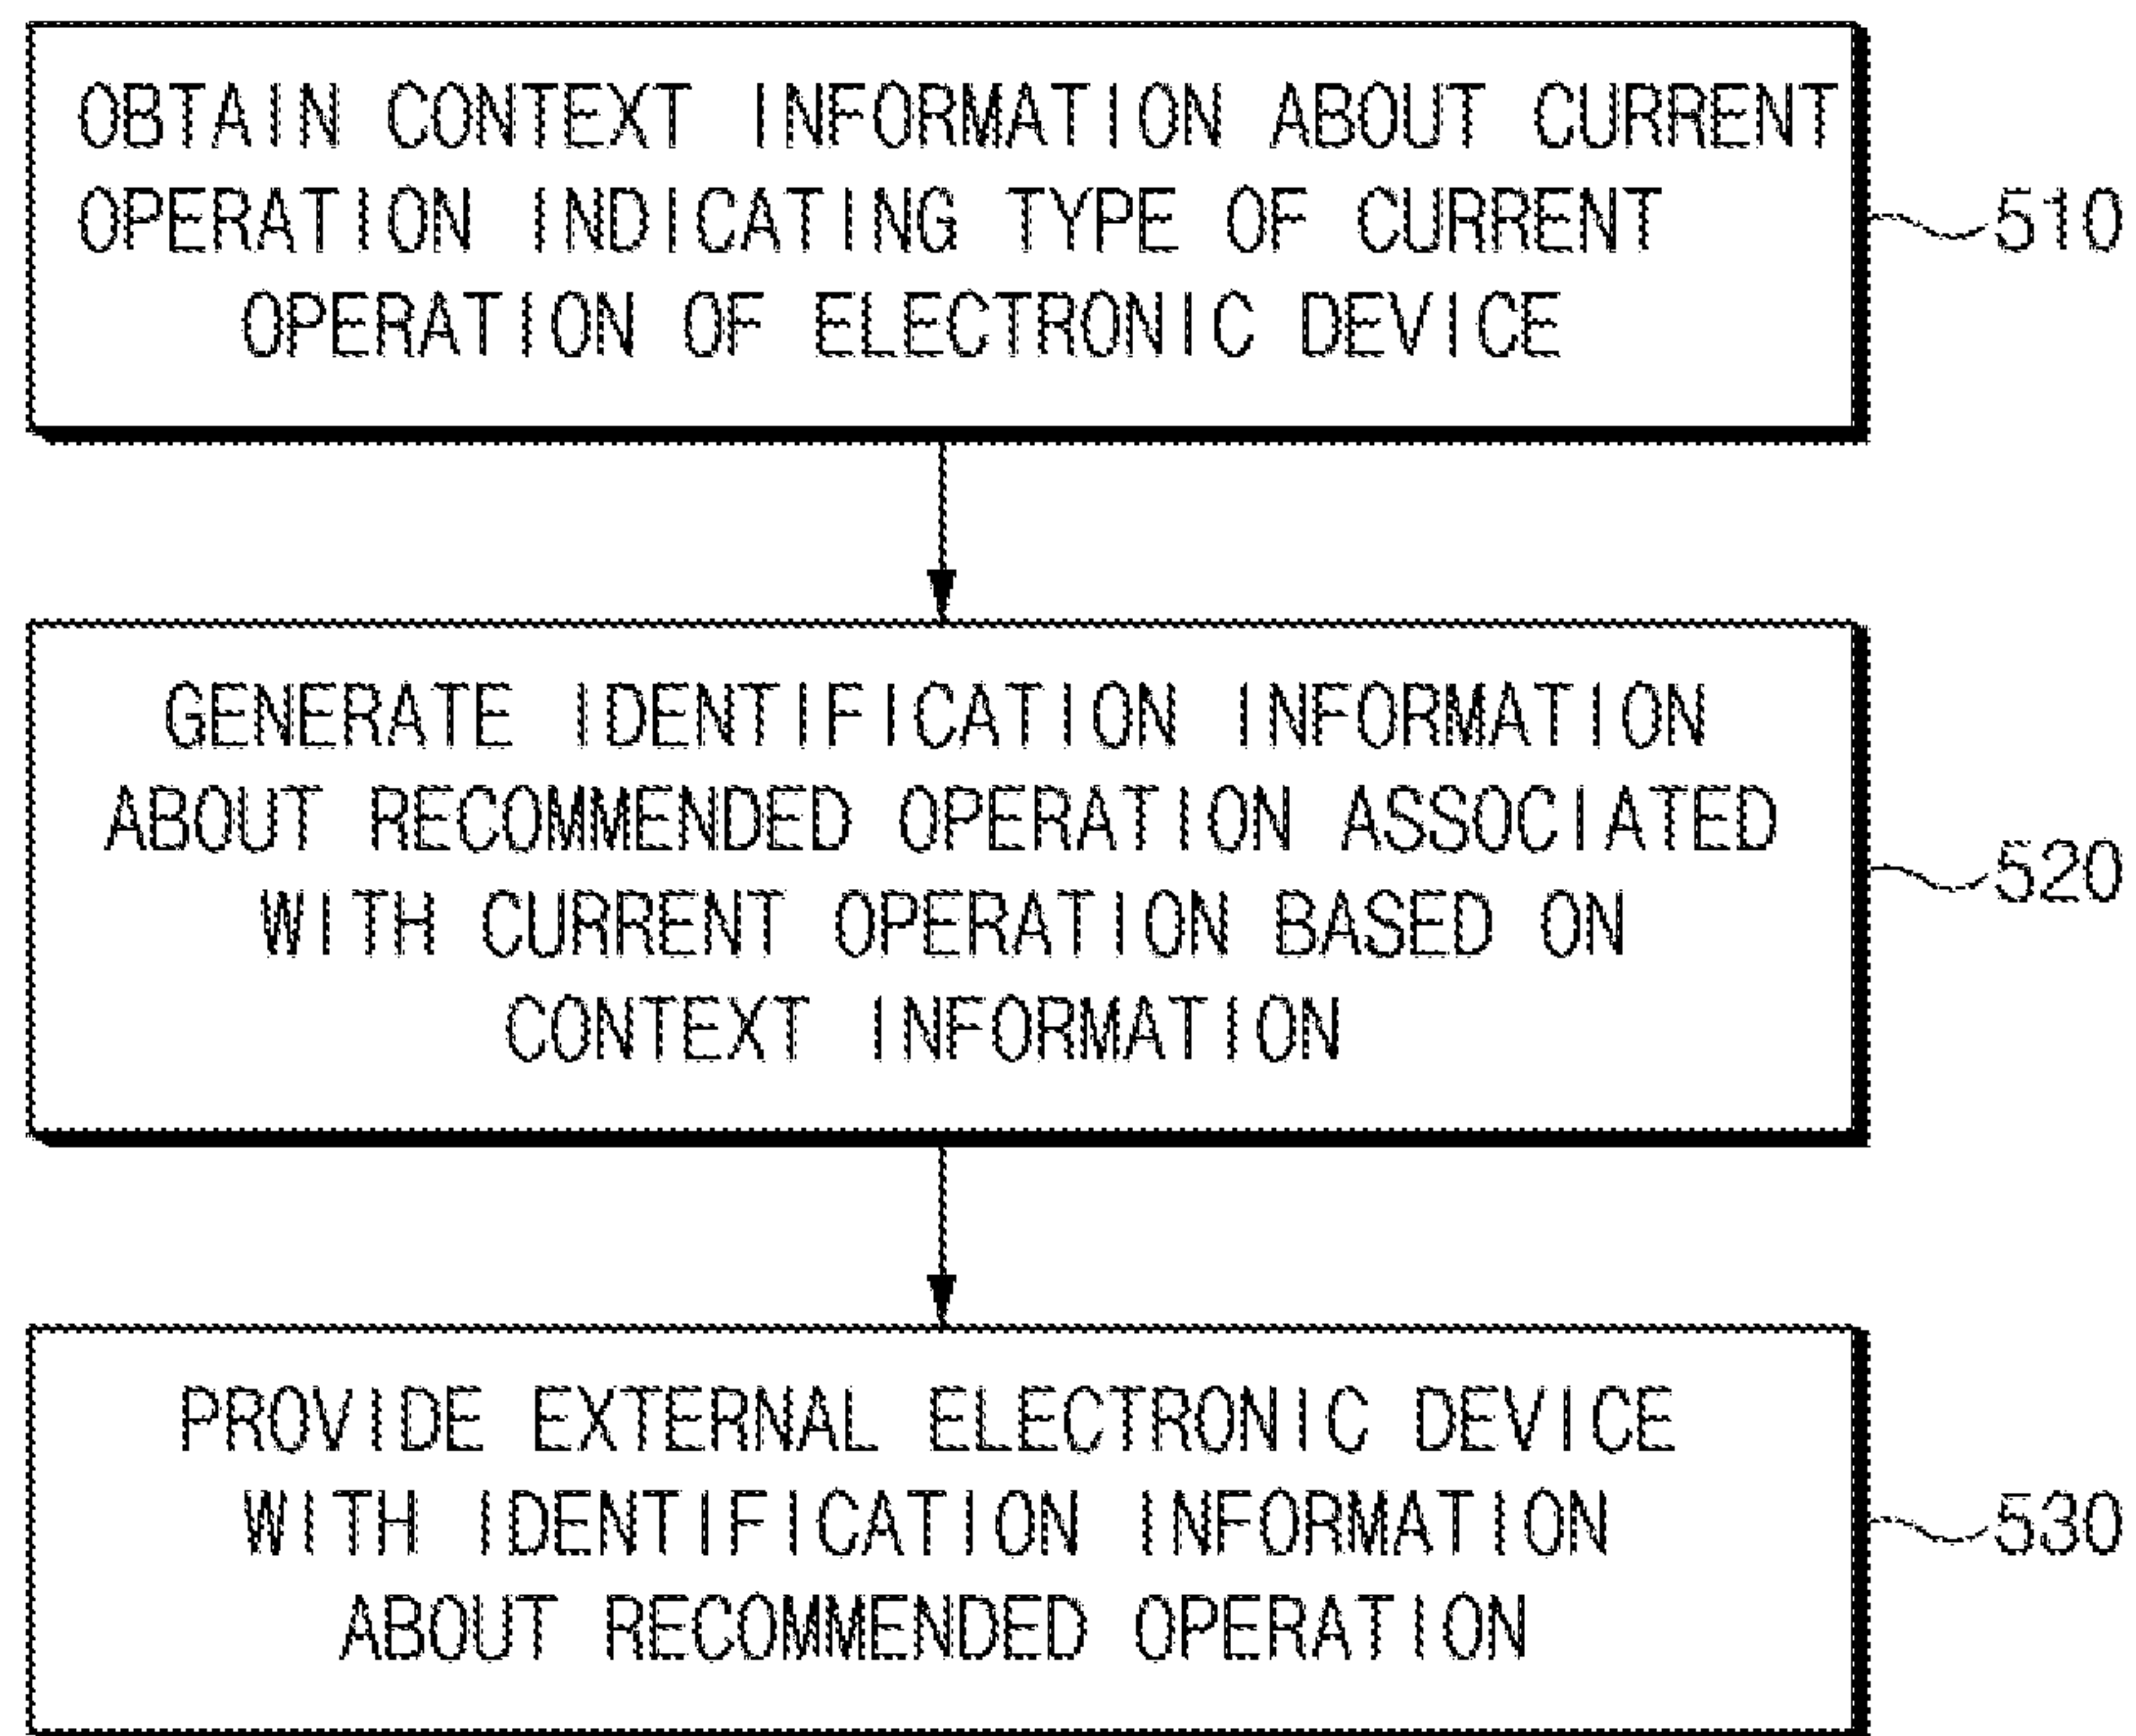 OBTAIN CONTEXT INFORMATION ABOUT CURRENT
OPERATION INDICATING TYPE OF CURRENT
OPERATION OF ELECTRONIC DEVICE
510
GENERATE IDENTIFICATION INFORMATION
ABOUT RECOMMENDED OPERATION ASSOCIATED
WITH CURRENT OPERATION BASED ON
CONTEXT INFORMATION
520
PROVIDE EXTERNAL ELECTRONIC DEVICE
WITH IDENTIFICATION INFORMATION
ABOUT RECOMMENDED OPERATION
530